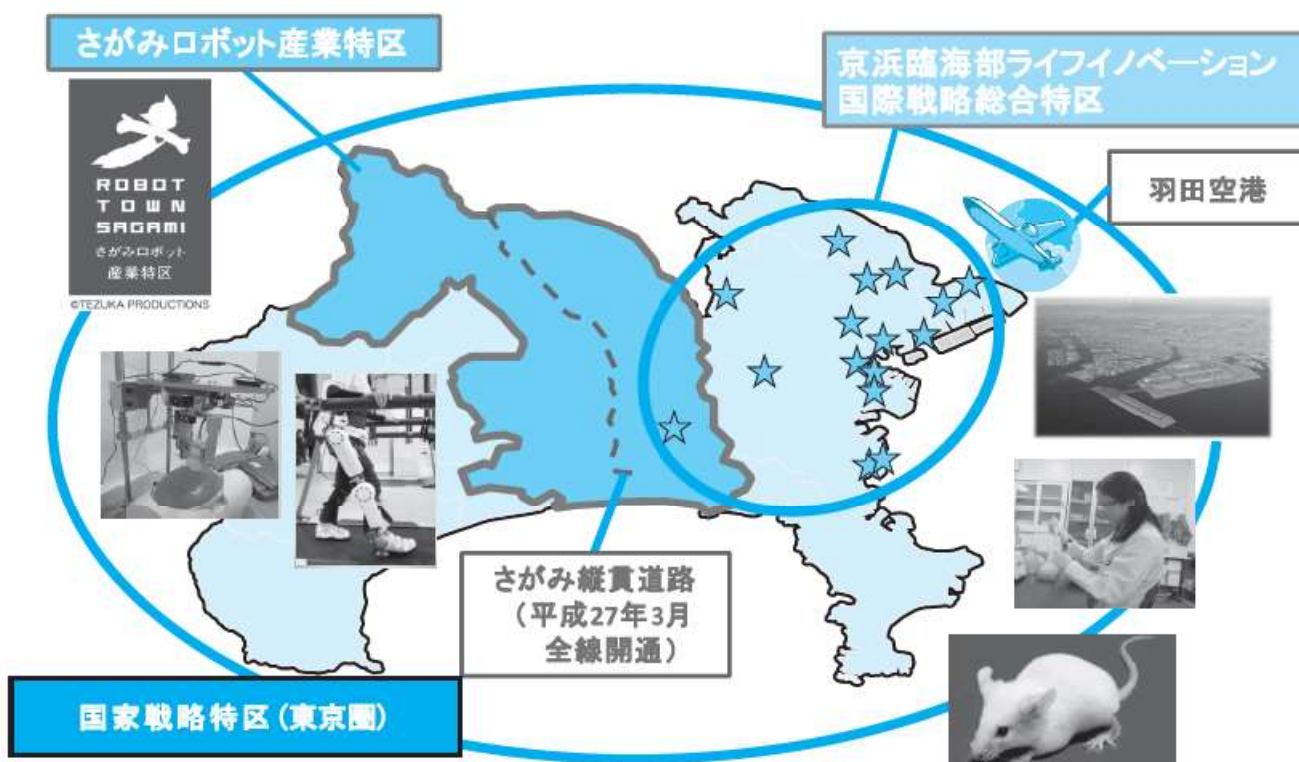 さがみロボット産業特区
京浜臨海部ライフイノベーション
国際戦略総合特区
羽田空港
ROBOT
TOWN
SAGAMI
さがみロボット
産業特区
©TEZUKA PRODUCTIONS
さがみ縦貫道路
（平成27年3月
全線開通）
国家戦略特区(東京圏)